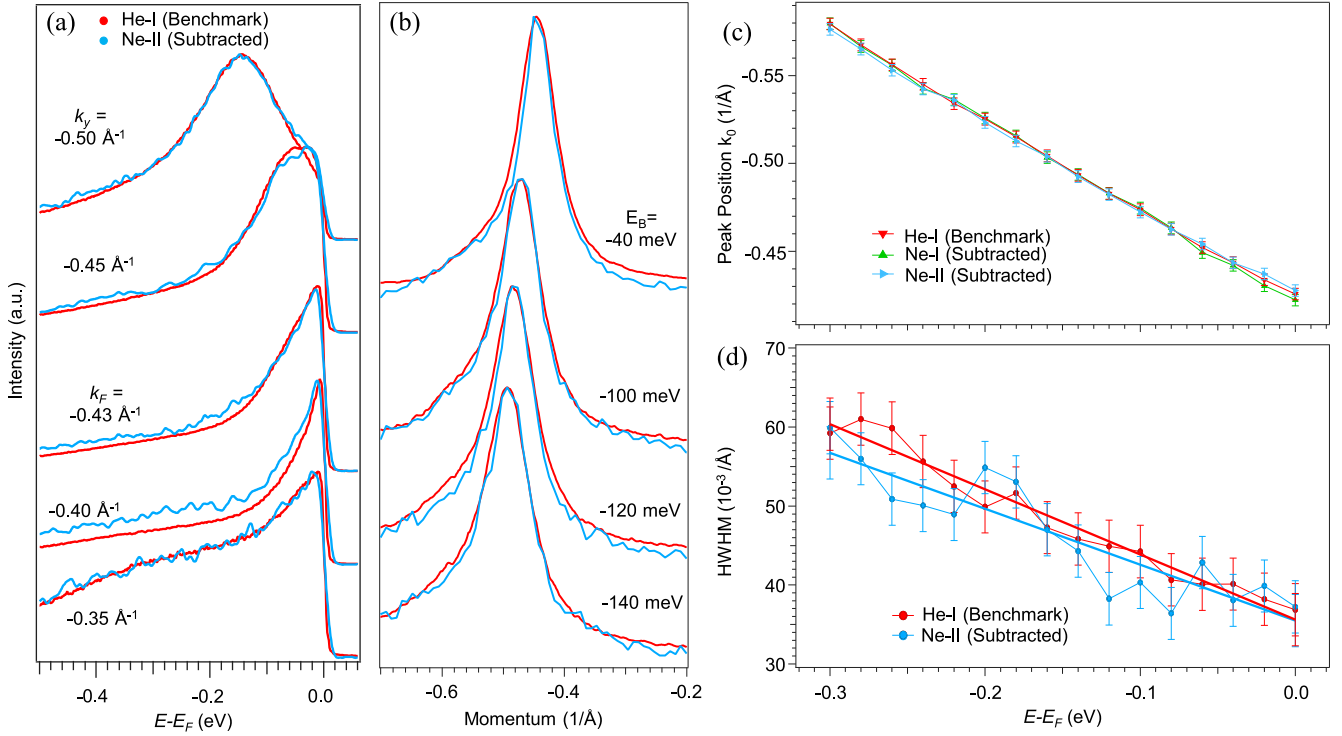 (a)
He-I (Benchmark)
Ne-II (Subtracted)
k_y =
-0.50 Å⁻¹
-0.45 Å⁻¹
k_F =
-0.43 Å⁻¹
-0.40 Å⁻¹
-0.35 Å⁻¹
Intensity (a.u.)
-0.4
-0.2
0.0
E-E_F (eV)
(b)
E_B=
-40 meV
-100 meV
-120 meV
-140 meV
-0.6
-0.4
-0.2
Momentum (1/Å)
(c)
-0.55
-0.50
-0.45
Peak Position k₀ (1/Å)
He-I (Benchmark)
Ne-I (Subtracted)
Ne-II (Subtracted)
(d)
70
60
50
40
30
HWHM (10⁻³ /Å)
He-I (Benchmark)
Ne-II (Subtracted)
-0.3
-0.2
-0.1
0.0
E-E_F (eV)